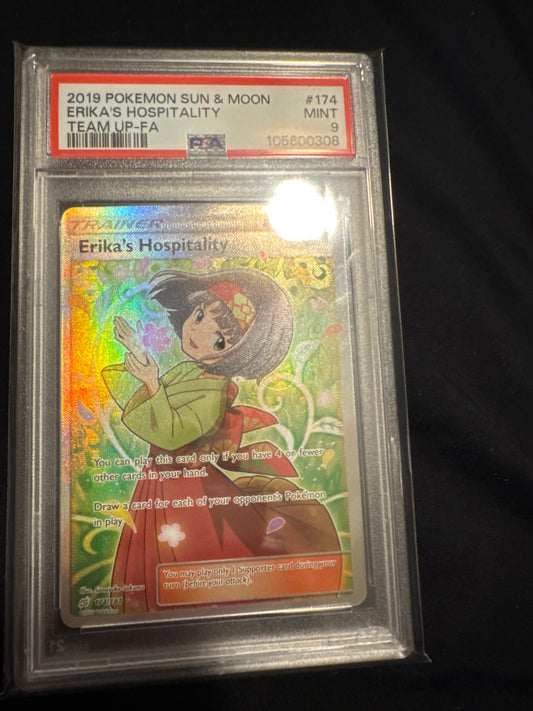 2019 POKEMON SUN & MOON #174
ERIKA'S HOSPITALITY MINT
TEAM UP-FA 9
PSA 105600308
TRAINER
Erika's Hospitality
You can play this card only if you have 4 or fewer
other cards in your hand.
Draw a card for each of your opponent's Pokémon
in play.
You may play only 1 Supporter card during your
turn (before your attack).
Illus.
174/181